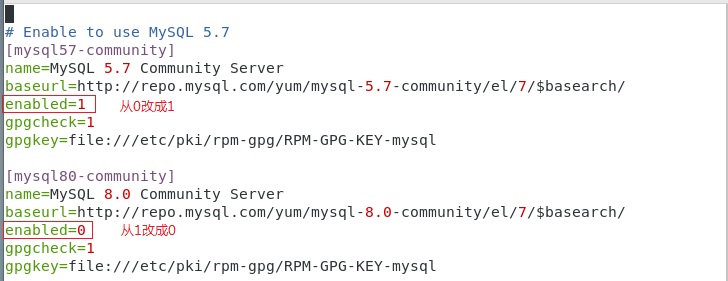 # Enable to use MySQL 5.7
[mysql57-community]
name=MySQL 5.7 Community Server
baseurl=http://repo.mysql.com/yum/mysql-5.7-community/el/7/$basearch/
enabled=1 从0改成1
gpgcheck=1
gpgkey=file:///etc/pki/rpm-gpg/RPM-GPG-KEY-mysql
[mysql80-community]
name=MySQL 8.0 Community Server
baseurl=http://repo.mysql.com/yum/mysql-8.0-community/el/7/$basearch/
enabled=0 从1改成0
gpgcheck=1
gpgkey=file:///etc/pki/rpm-gpg/RPM-GPG-KEY-mysql